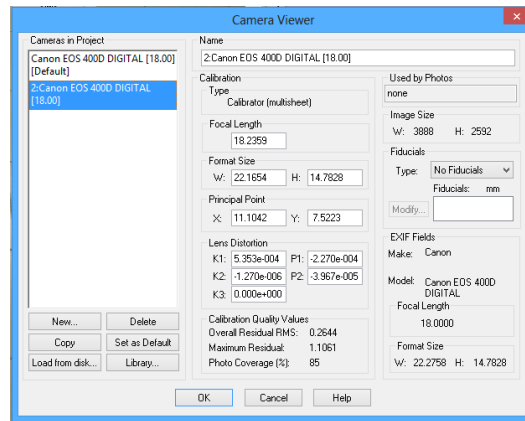 Camera Viewer
Cameras in Project
Canon EOS 400D DIGITAL [18.00]
[Default]
2:Canon EOS 400D DIGITAL
[18.00]
New...
Delete
Copy
Set as Default
Load from disk...
Library...
Name
2:Canon EOS 400D DIGITAL [18.00]
Calibration
Type
Calibrator (multisheet)
Focal Length
18.2359
Format Size
W: 22.1654 H: 14.7828
Principal Point
X: 11.1042 Y: 7.5223
Lens Distortion
K1: 5.353e-004 P1: -2.270e-004
K2: -1.270e-006 P2: -3.967e-005
K3: 0.000e+000
Calibration Quality Values
Overall Residual RMS: 0.2644
Maximum Residual: 1.1061
Photo Coverage (%): 85
Used by Photos
none
Image Size
W: 3888 H: 2592
Fiducials
Type: No Fiducials
Fiducials: mm
Modify...
EXIF Fields
Make: Canon
Model: Canon EOS 400D
DIGITAL
Focal Length
18.0000
Format Size
W: 22.2758 H: 14.7828
OK
Cancel
Help